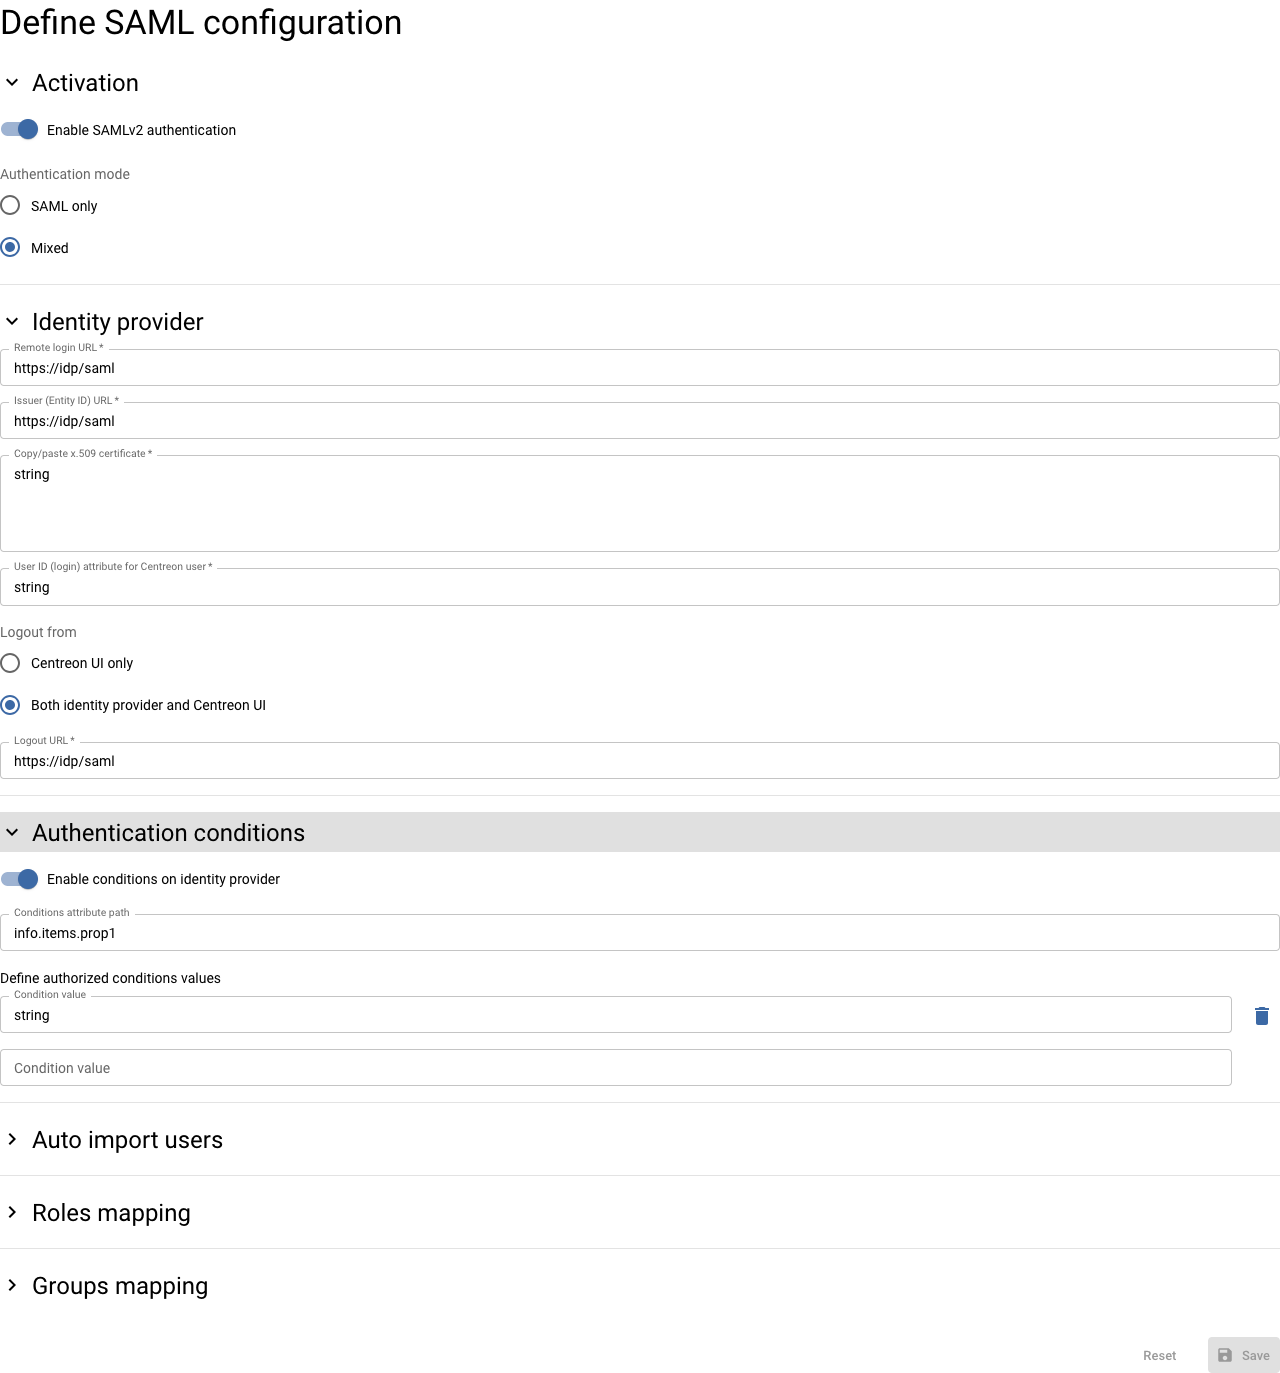 Define SAML configuration
Activation
Enable SAMLv2 authentication
Authentication mode
SAML only
Mixed
Identity provider
Remote login URL *
https://idp/saml
Issuer (Entity ID) URL *
https://idp/saml
Copy/paste x.509 certificate *
string
User ID (login) attribute for Centreon user *
string
Logout from
Centreon UI only
Both identity provider and Centreon UI
Logout URL *
https://idp/saml
Authentication conditions
Enable conditions on identity provider
Conditions attribute path
info.items.prop1
Define authorized conditions values
Condition value
string
Condition value
Auto import users
Roles mapping
Groups mapping
Reset Save